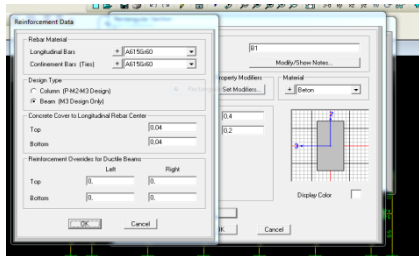 Reinforcement Data
Rebar Material
Longitudinal Bars + A615Gr60
Confinement Bars (Ties) + A615Gr60
Design Type
Column (P-M2-M3 Design)
Beam (M3 Design Only)
Concrete Cover to Longitudinal Rebar Center
Top 0,04
Bottom 0,04
Reinforcement Overrides for Ductile Beams
Left Right
Top 0, 0,
Bottom 0, 0,
OK Cancel
B1
Modify/Show Notes...
Property Modifiers
Set Modifiers...
Material
+ Beton
0,4
0,2
2
3
Display Color
Cancel